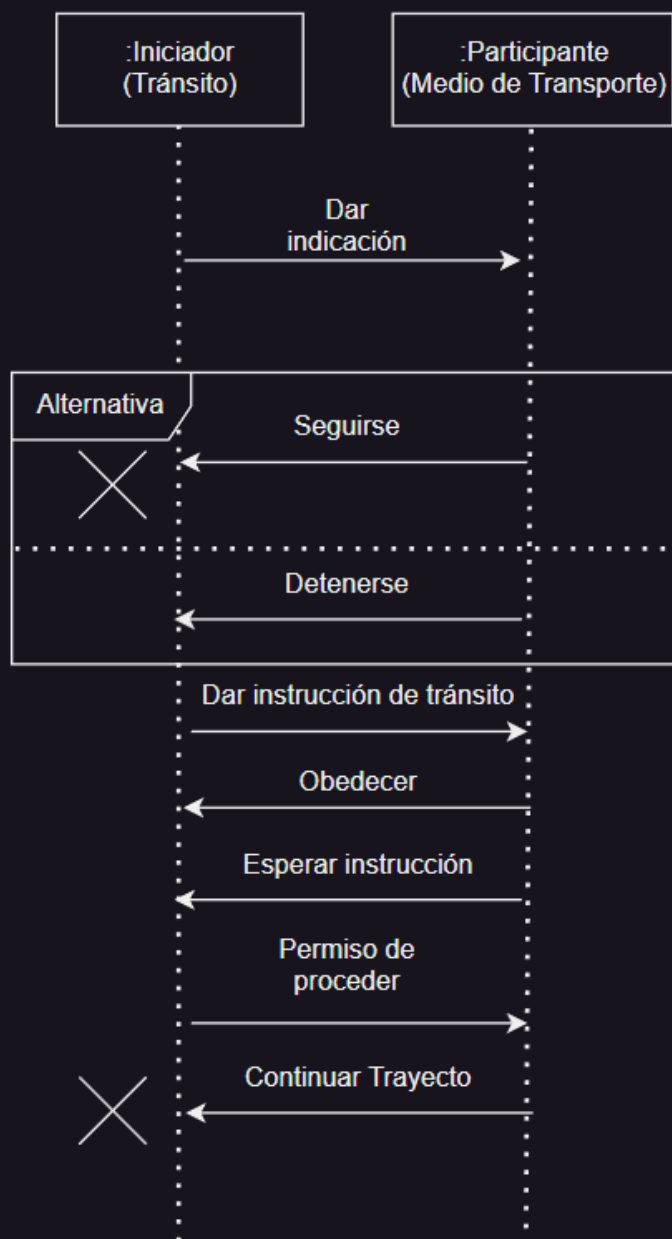 :Iniciador
(Tránsito)
:Participante
(Medio de Transporte)
Dar
indicación
Alternativa
Seguirse
Detenerse
Dar instrucción de tránsito
Obedecer
Esperar instrucción
Permiso de
proceder
Continuar Trayecto